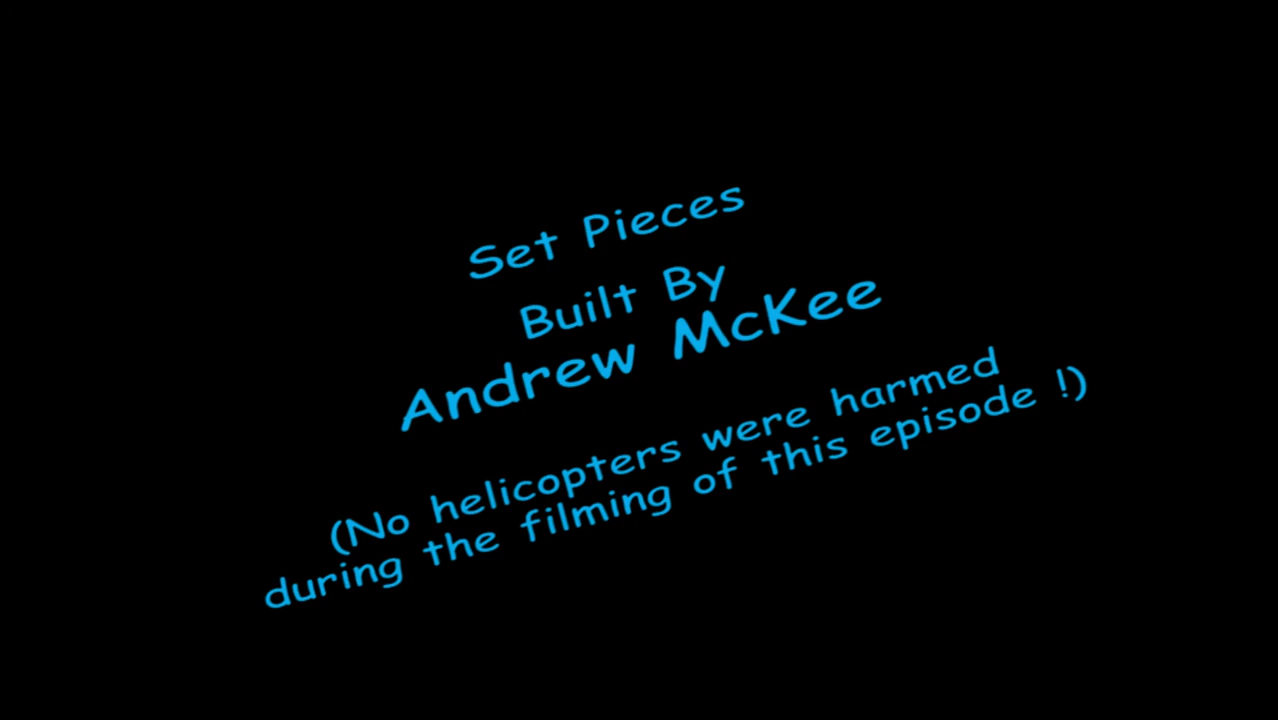 Set Pieces
Built By
Andrew McKee
(No helicopters were harmed
during the filming of this episode !)